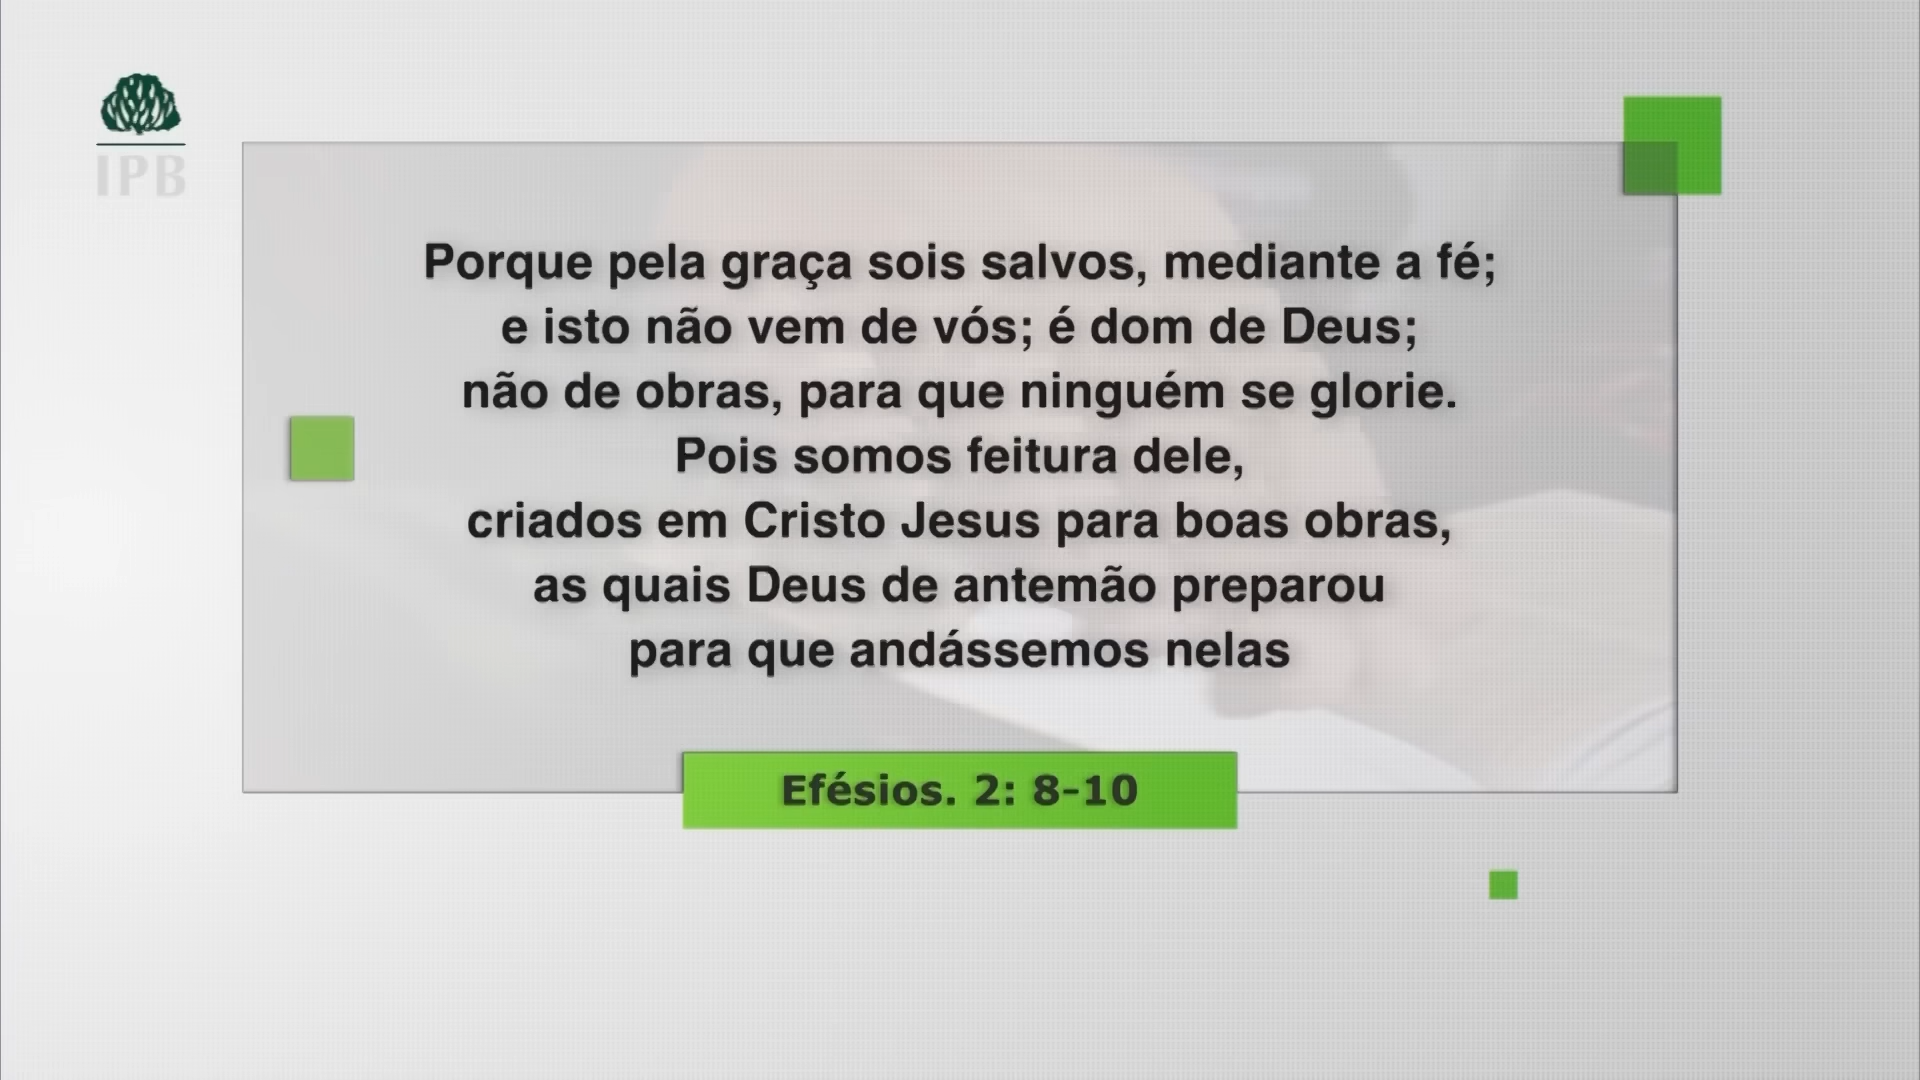 IPB
Porque pela graça sois salvos, mediante a fé;
e isto não vem de vós; é dom de Deus;
não de obras, para que ninguém se glorie.
Pois somos feitura dele,
criados em Cristo Jesus para boas obras,
as quais Deus de antemão preparou
para que andássemos nelas
Efésios. 2: 8-10